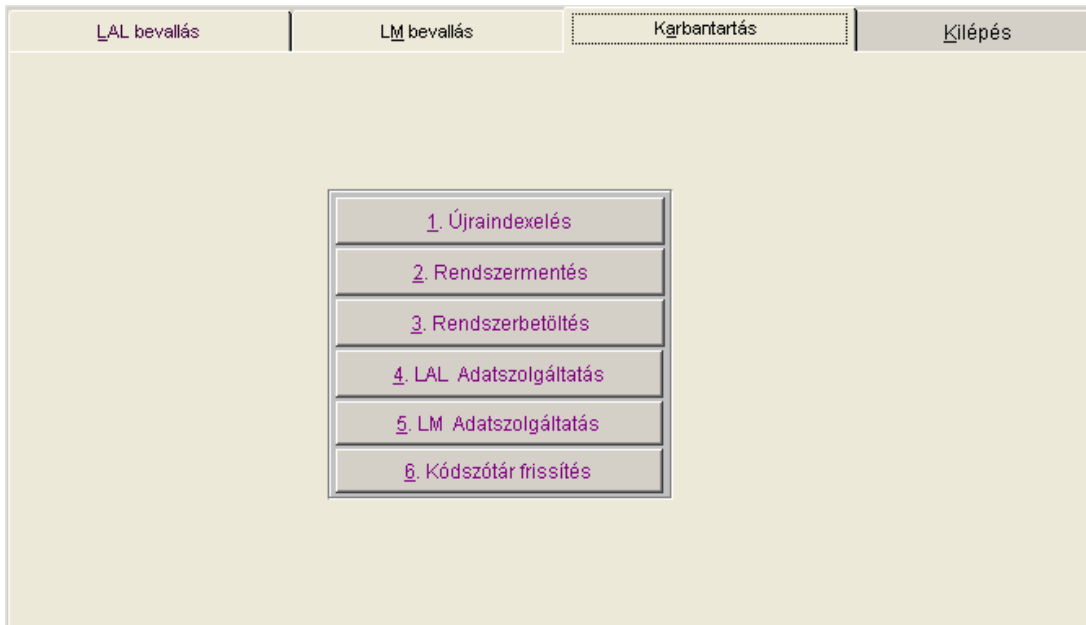 LAL bevallás LM bevallás Karbantartás Kilépés
1. Újraindexelés
2. Rendszermentés
3. Rendszerbetöltés
4. LAL Adatszolgáltatás
5. LM Adatszolgáltatás
6. Kódszótár frissítés